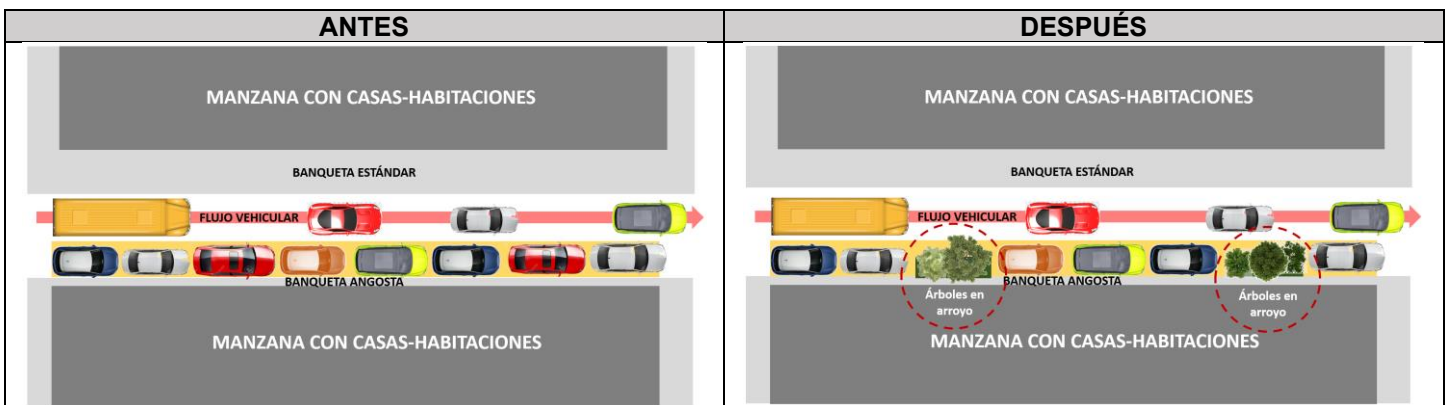 ANTES
DESPUÉS
MANZANA CON CASAS-HABITACIONES
BANQUETA ESTÁNDAR
FLUJO VEHICULAR
BANQUETA ANGOSTA
MANZANA CON CASAS-HABITACIONES
MANZANA CON CASAS-HABITACIONES
BANQUETA ESTÁNDAR
FLUJO VEHICULAR
BANQUETA ANGOSTA
Árboles en
arroyo
Árboles en
arroyo
MANZANA CON CASAS-HABITACIONES